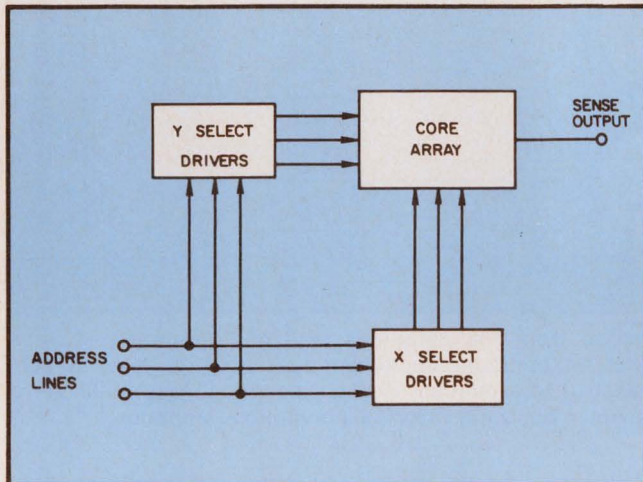 Y SELECT
DRIVERS
CORE
ARRAY
SENSE
OUTPUT
ADDRESS
LINES
X SELECT
DRIVERS